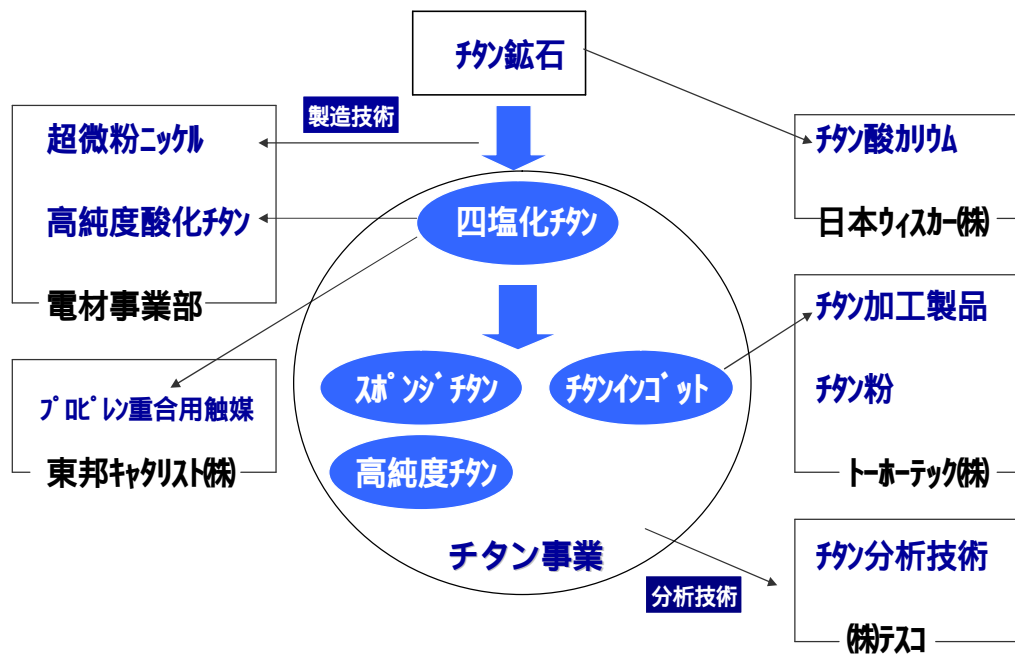 チタン鉱石
製造技術
超微粉ニッケル
高純度酸化チタン
電材事業部
チタン酸カリウム
日本ウィスカー(株)
四塩化チタン
チタン加工製品
チタン粉
トーホーテック(株)
スポンジチタン
チタンインゴット
高純度チタン
プロピレン重合用触媒
東邦キャタリスト(株)
チタン事業
分析技術
チタン分析技術
(株)テスコ